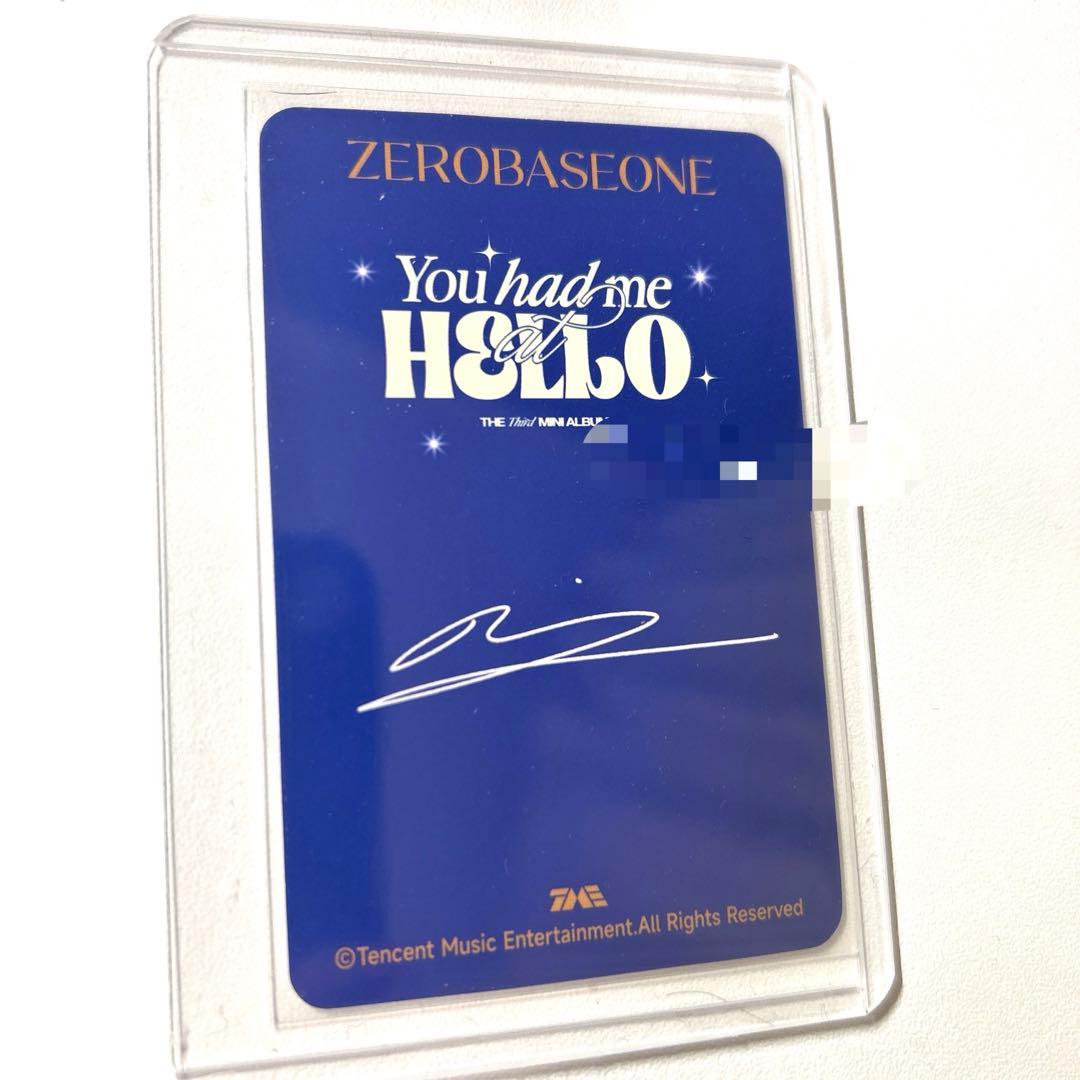 ZEROBASEONE
You had me
at
HELLO
THE Third MINI ALBUM
TME
©Tencent Music Entertainment.All Rights Reserved